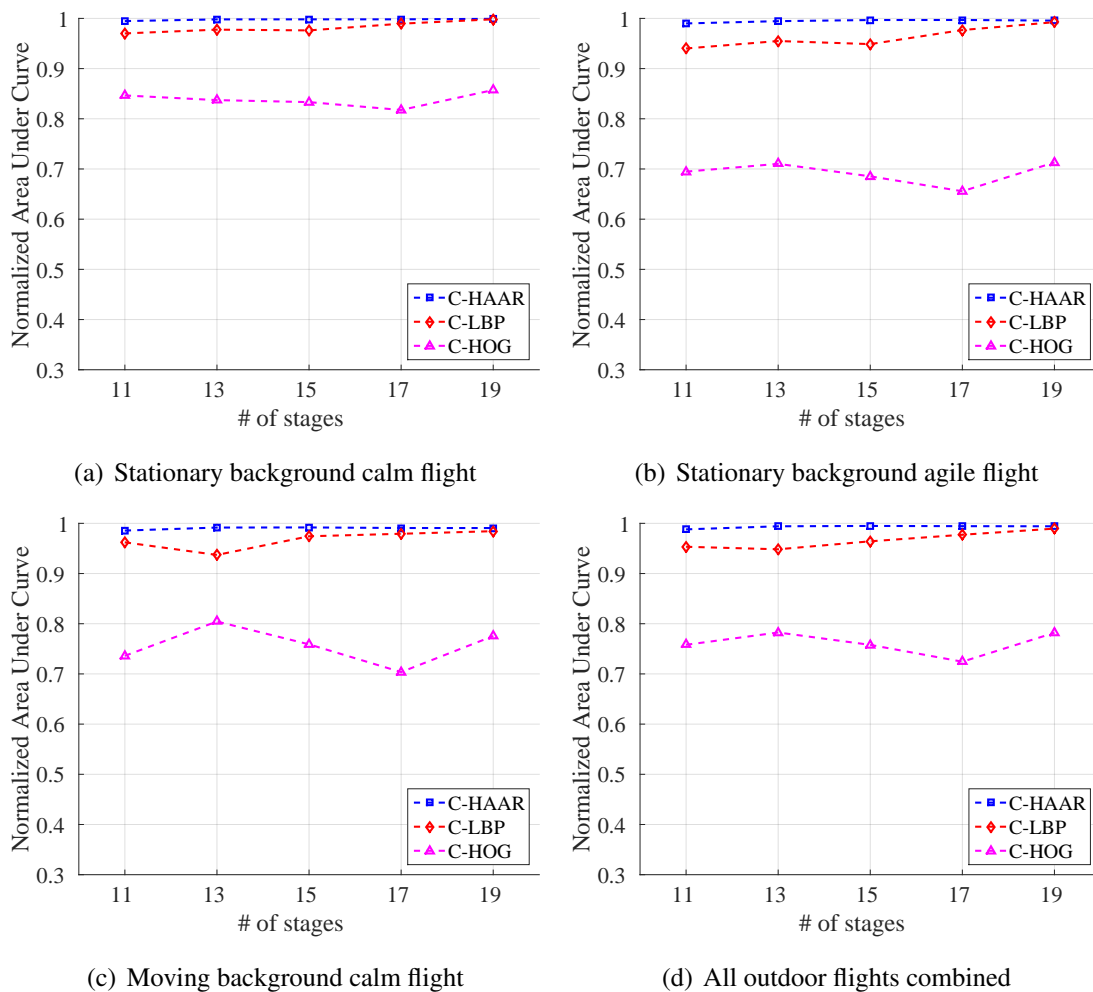 1
0.9
0.8
0.7
0.6
0.5
0.4
0.3
Normalized Area Under Curve
C-HAAR
C-LBP
C-HOG
11 13 15 17 19
# of stages
(a) Stationary background calm flight
1
0.9
0.8
0.7
0.6
0.5
0.4
0.3
Normalized Area Under Curve
C-HAAR
C-LBP
C-HOG
11 13 15 17 19
# of stages
(b) Stationary background agile flight
1
0.9
0.8
0.7
0.6
0.5
0.4
0.3
Normalized Area Under Curve
C-HAAR
C-LBP
C-HOG
11 13 15 17 19
# of stages
(c) Moving background calm flight
1
0.9
0.8
0.7
0.6
0.5
0.4
0.3
Normalized Area Under Curve
C-HAAR
C-LBP
C-HOG
11 13 15 17 19
# of stages
(d) All outdoor flights combined